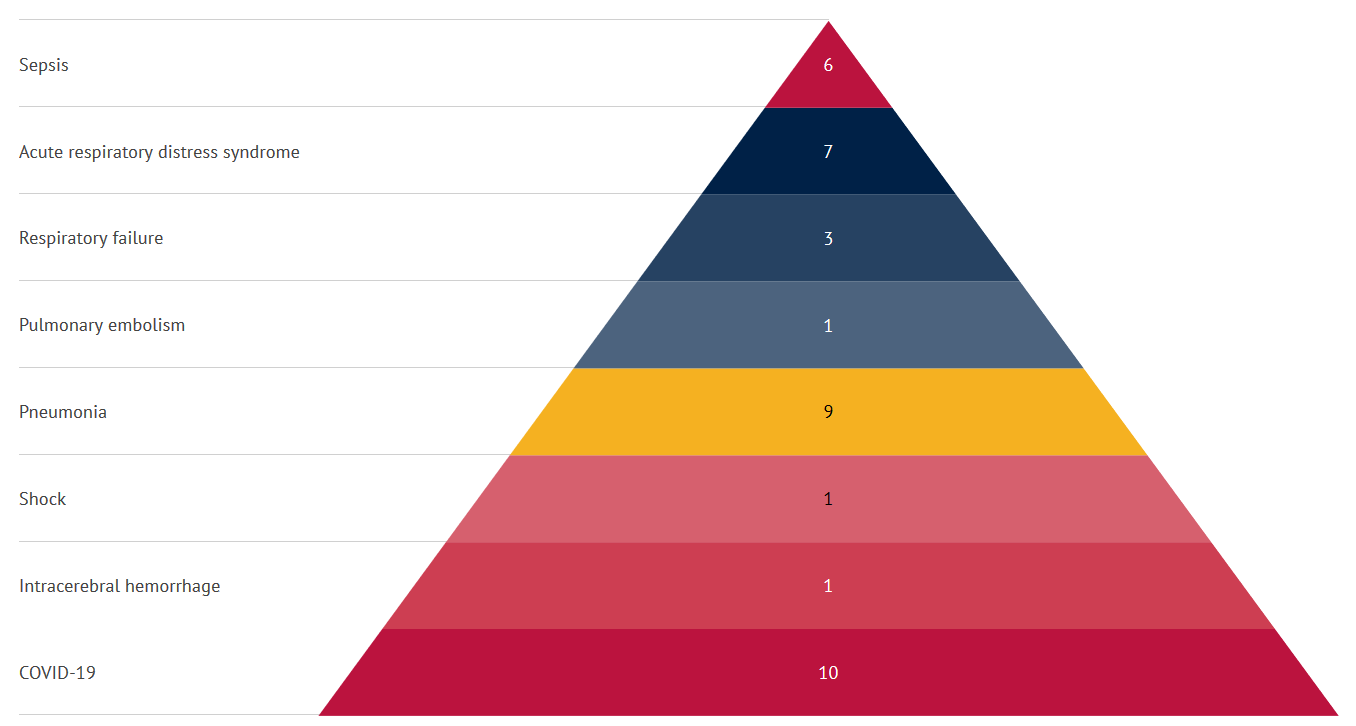 Sepsis 6
Acute respiratory distress syndrome 7
Respiratory failure 3
Pulmonary embolism 1
Pneumonia 9
Shock 1
Intracerebral hemorrhage 1
COVID-19 10